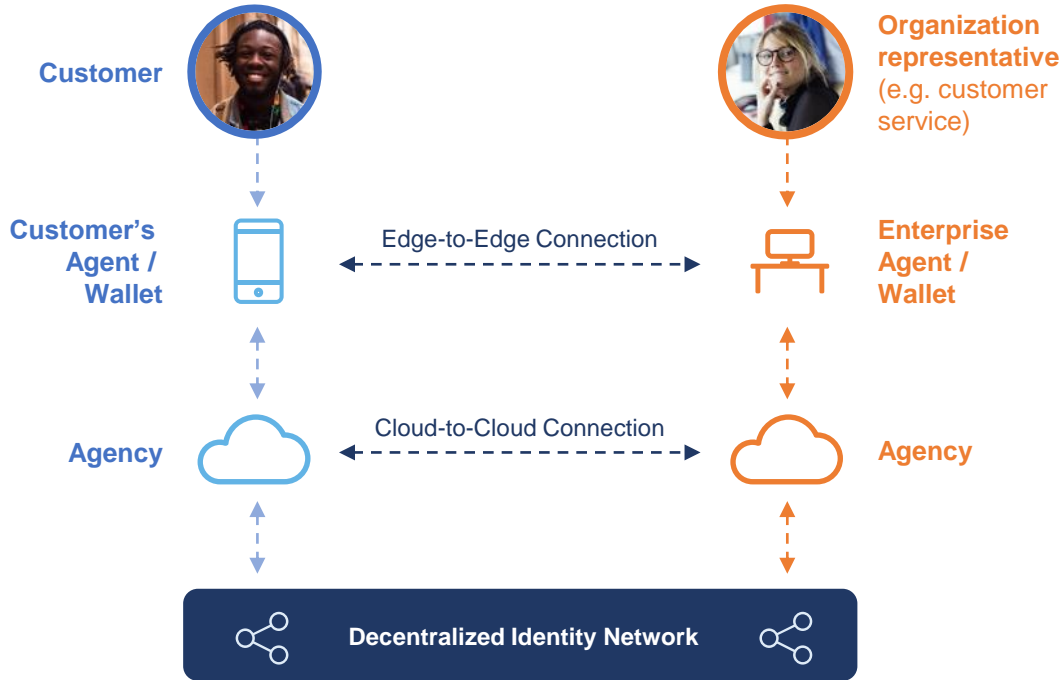 Customer
Organization
representative
(e.g. customer
service)
Customer’s
Agent /
Wallet
Edge-to-Edge Connection
Enterprise
Agent /
Wallet
Agency
Cloud-to-Cloud Connection
Agency
Decentralized Identity Network